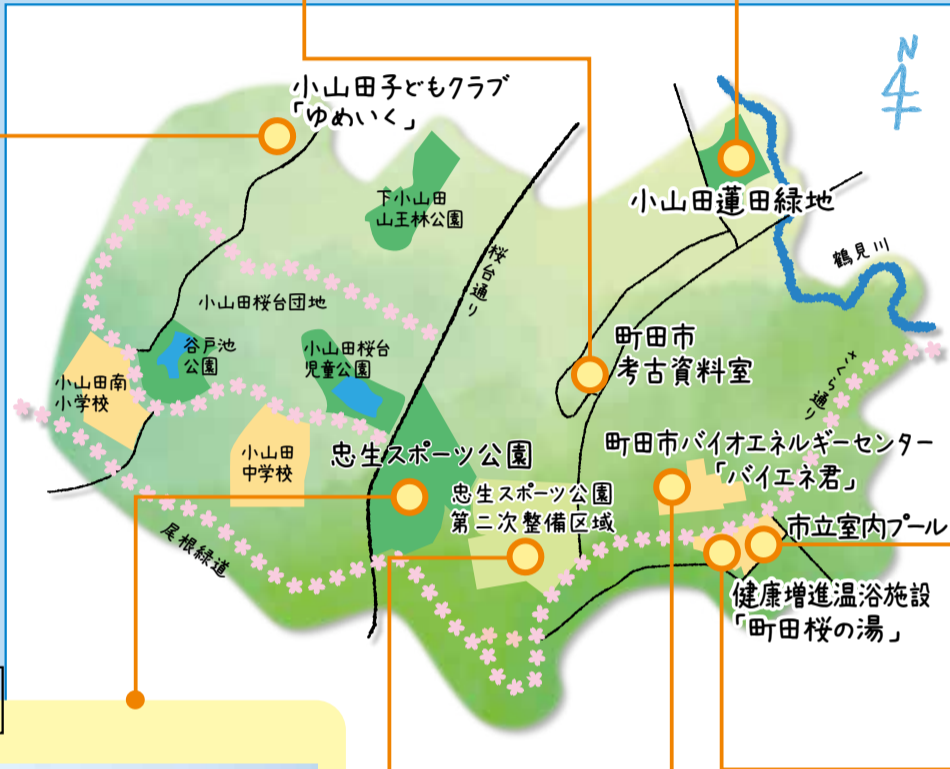 N
小山田子どもクラブ
「ゆめいく」
下小山田
山王林公園
小山田蓮田緑地
桜台通り
鶴見川
小山田桜台団地
谷戸池
公園
小山田桜台
児童公園
町田市
考古資料室
小山田南
小学校
さくら通り
小山田
中学校
忠生スポーツ公園
町田市バイオエネルギーセンター
「バイエネ君」
忠生スポーツ公園
第二次整備区域
市立室内プール
尾根緑道
健康増進温浴施設
「町田桜の湯」